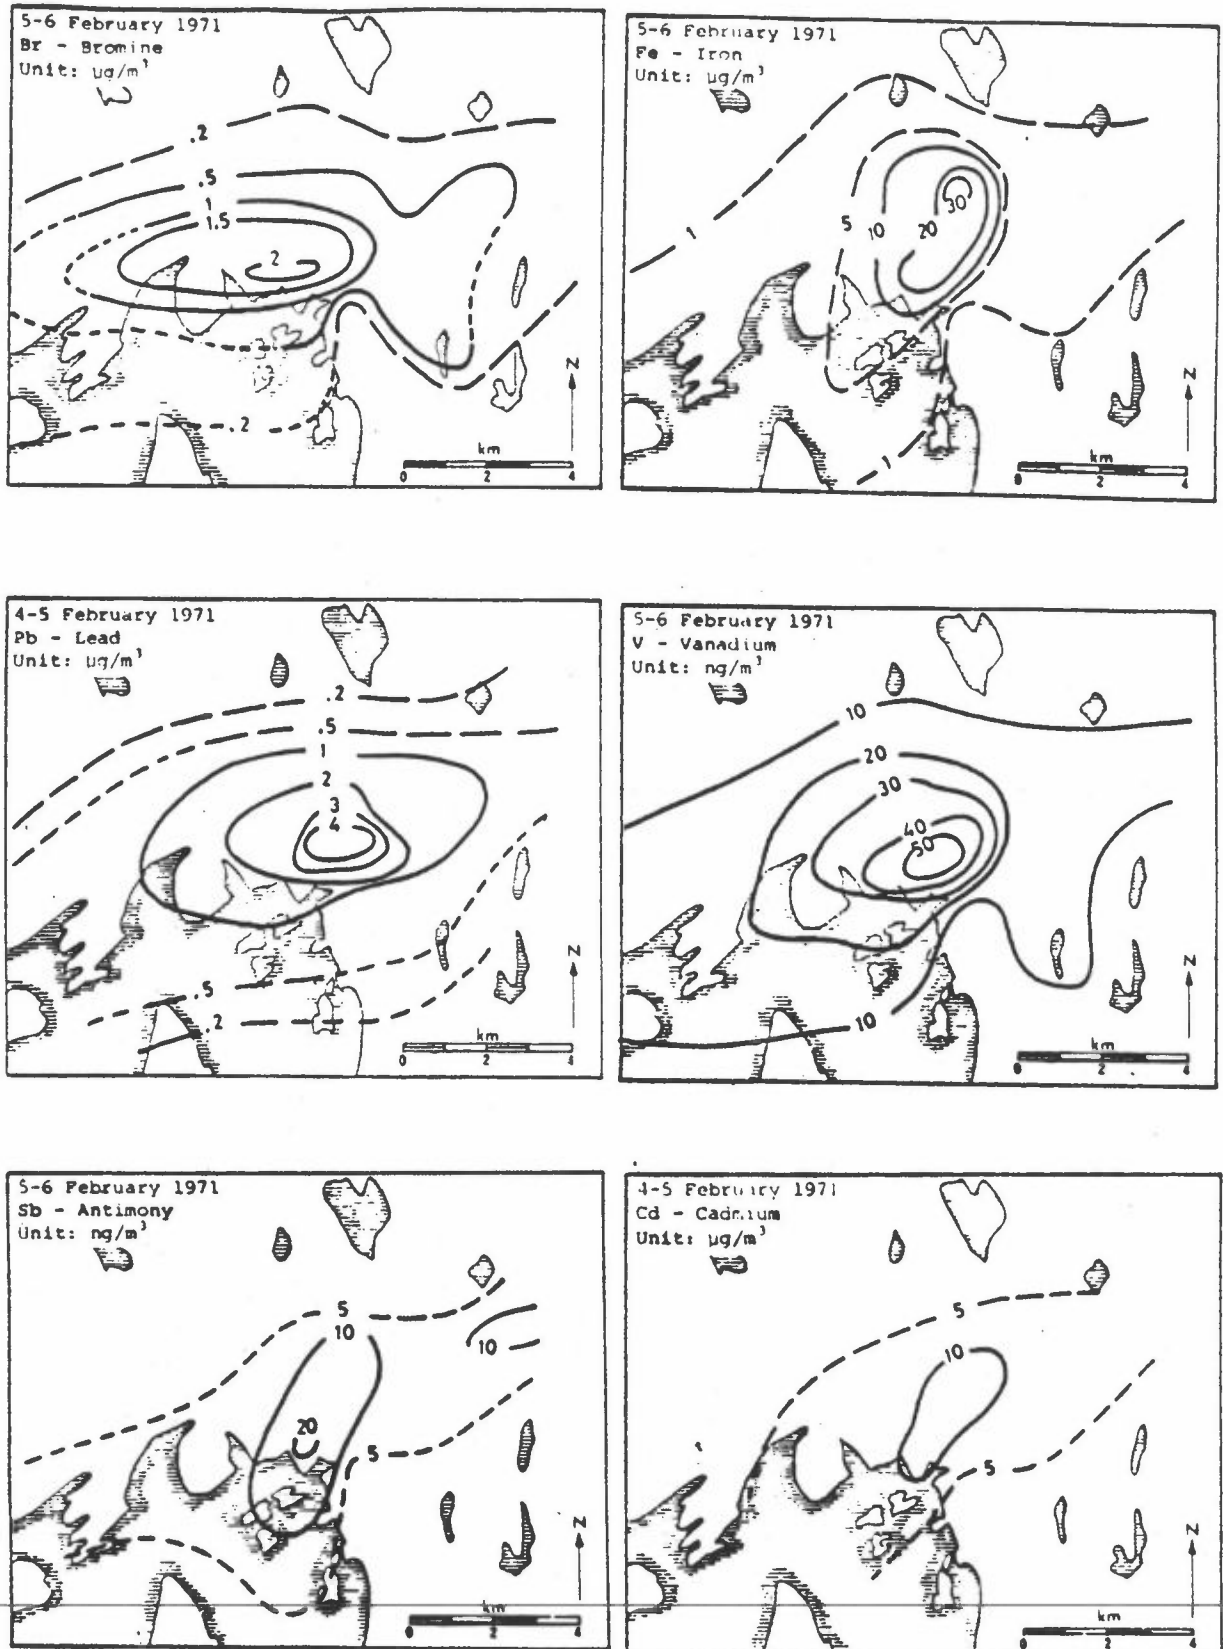 5-6 February 1971
Br - Bromine
Unit: µg/m³
.2
.5
1
1.5
2
.2
N
km
0 2 4
5-6 February 1971
Fe - Iron
Unit: µg/m³
1
5 10 20 30
1
N
km
0 2 4
4-5 February 1971
Pb - Lead
Unit: µg/m³
.2
.5
1
2
3
4
.5
.2
N
km
0 2 4
5-6 February 1971
V - Vanadium
Unit: ng/m³
10
20
30
40
50
10
N
km
0 2 4
5-6 February 1971
Sb - Antimony
Unit: ng/m³
5
10
10
20
5
N
km
0 2 4
4-5 February 1971
Cd - Cadmium
Unit: µg/m³
5
10
5
N
km
0 2 4